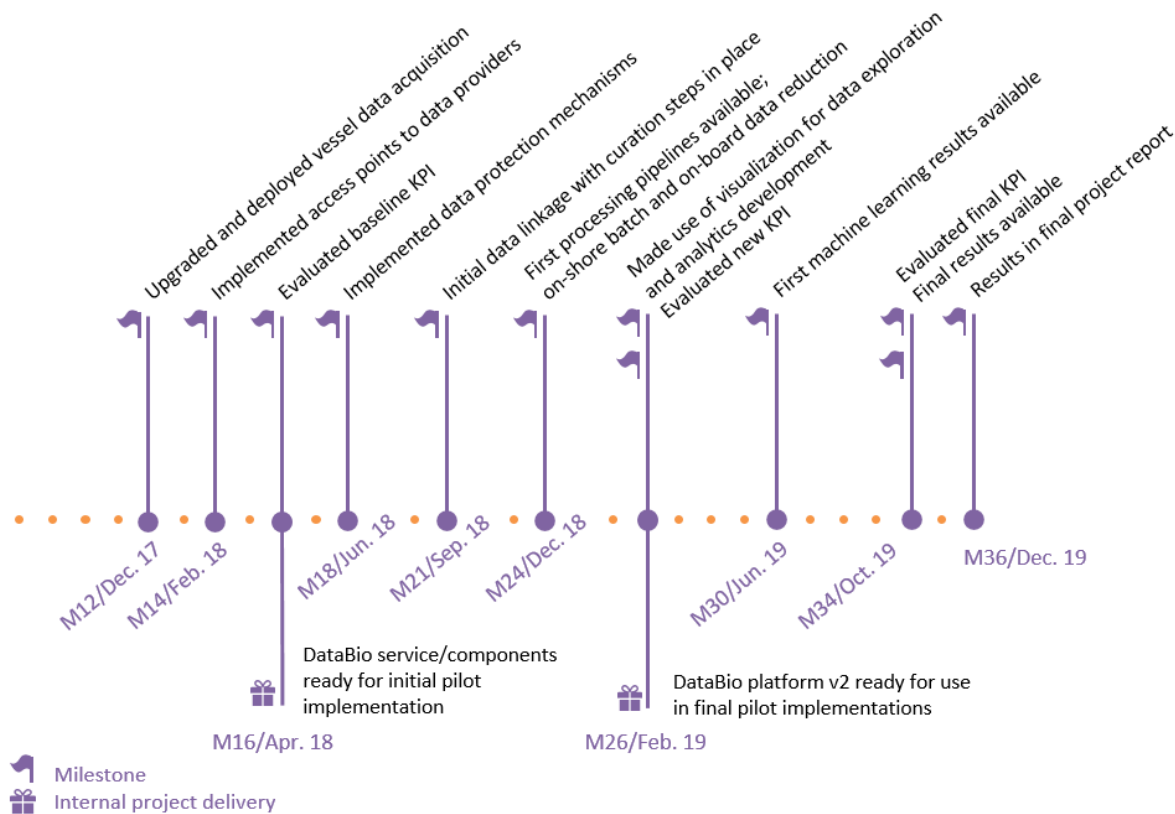 Upgraded and deployed vessel data acquisition
Implemented access points to data providers
Evaluated baseline KPI
Implemented data protection mechanisms
Initial data linkage with curation steps in place
First processing pipelines available;
on-shore batch and on-board data reduction
Made use of visualization for data exploration
and analytics development
Evaluated new KPI
First machine learning results available
Evaluated final KPI
Final results available
Results in final project report
M12/Dec. 17
M14/Feb. 18
M18/Jun. 18
M21/Sep. 18
M24/Dec. 18
M30/Jun. 19
M34/Oct. 19
M36/Dec. 19
DataBio service/components
ready for initial pilot
implementation
M16/Apr. 18
DataBio platform v2 ready for use
in final pilot implementations
M26/Feb. 19
Milestone
Internal project delivery